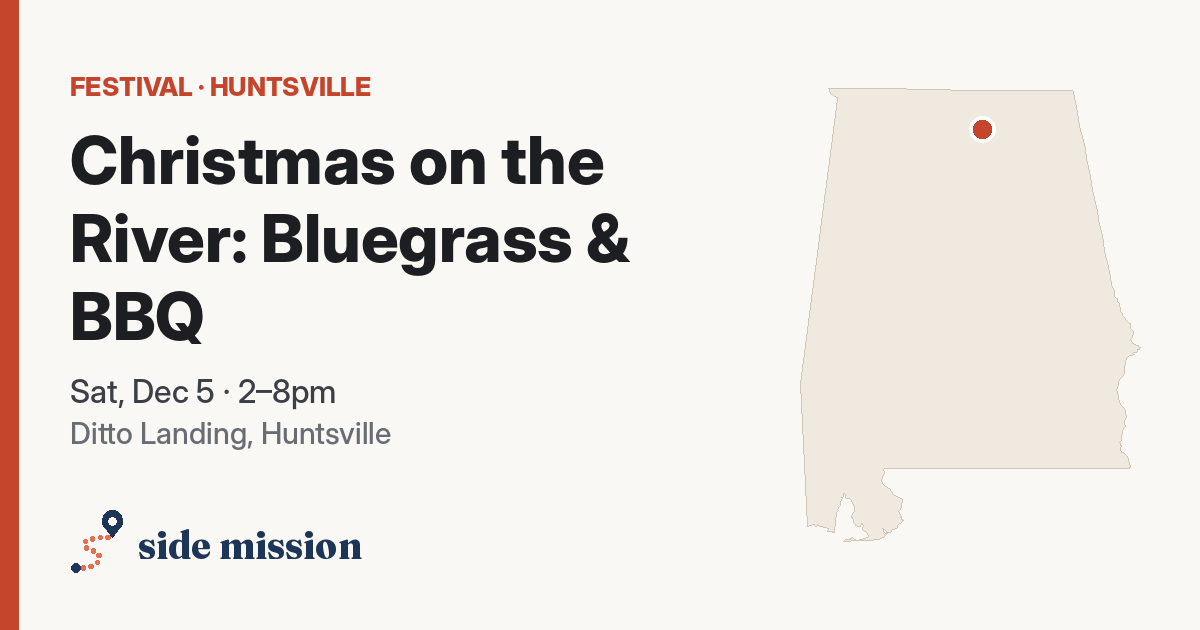 FESTIVAL · HUNTSVILLE
Christmas on the
River: Bluegrass &
BBQ
Sat, Dec 5 · 2–8pm
Ditto Landing, Huntsville
side mission